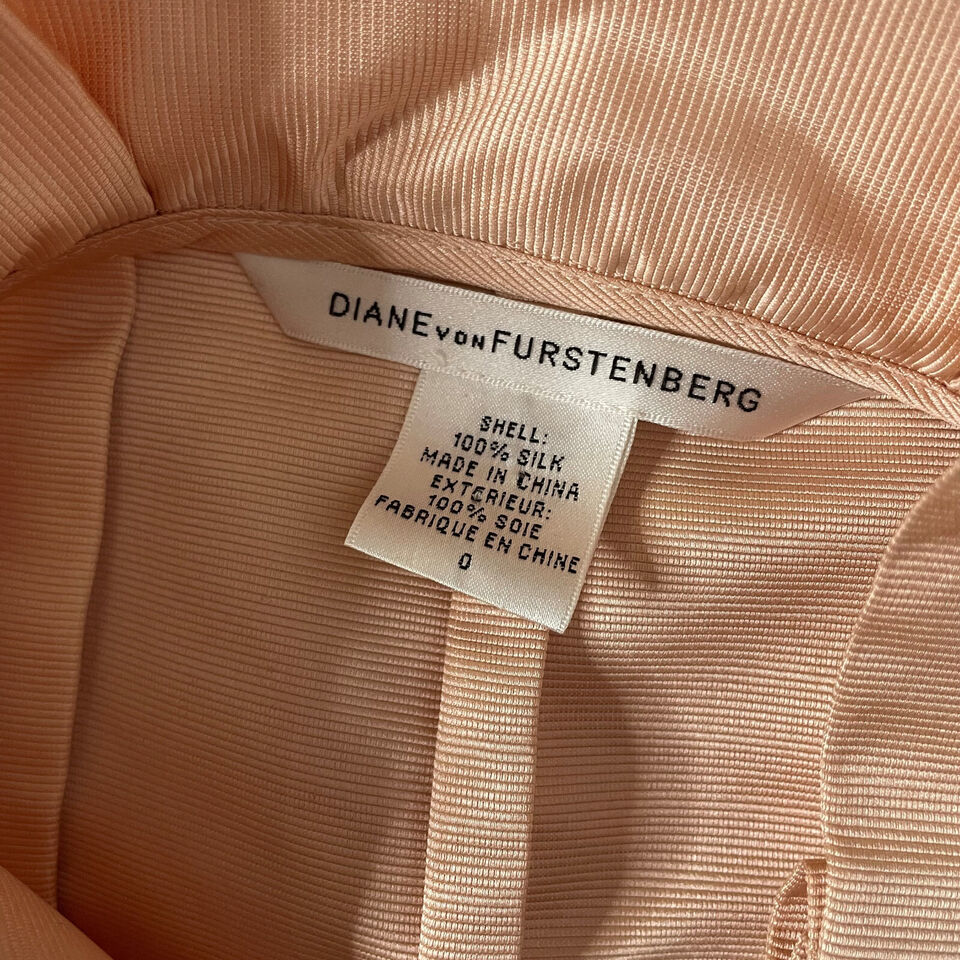 DIANE VON FURSTENBERG
SHELL:
100% SILK
MADE IN CHINA
EXTERIEUR:
100% SOIE
FABRIQUE EN CHINE
0